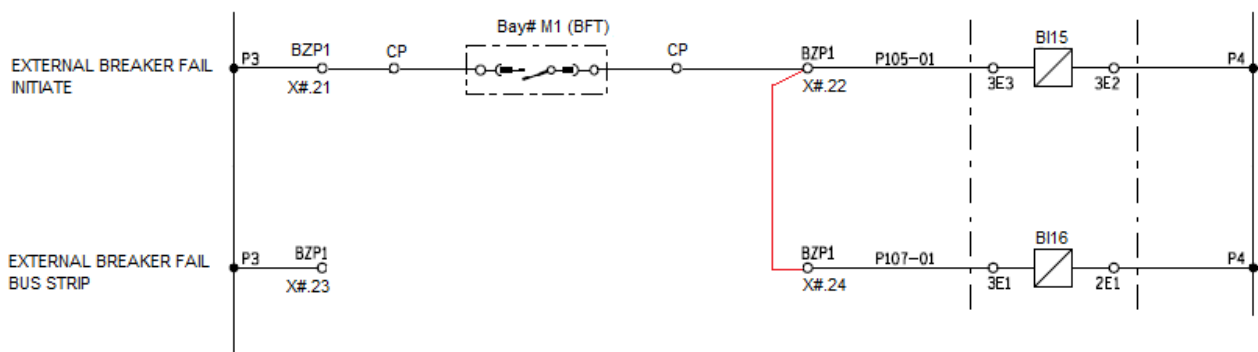 Bay# M1 (BFT)
EXTERNAL BREAKER FAIL
INITIATE
P3
BZP1
X#.21
CP
CP
BZP1
X#.22
P105-01
3E3
BI15
3E2
P4
EXTERNAL BREAKER FAIL
BUS STRIP
P3
BZP1
X#.23
BZP1
X#.24
P107-01
3E1
BI16
2E1
P4